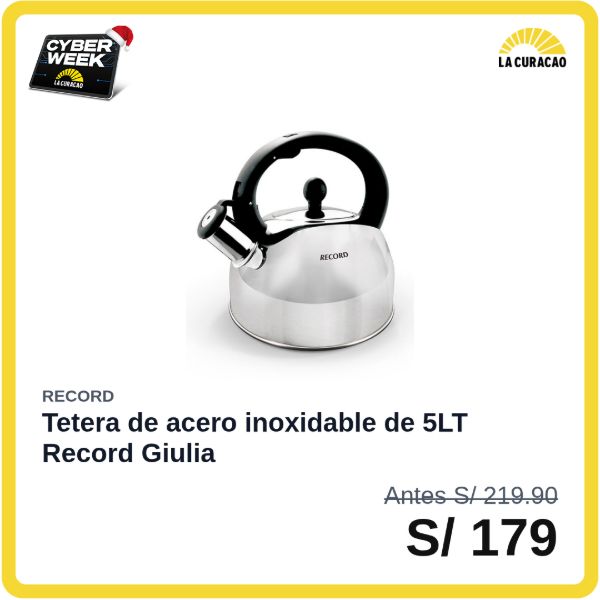 CYBER
WEEK
LA CURACAO
LA CURACAO
RECORD
RECORD
Tetera de acero inoxidable de 5LT
Record Giulia
Antes S/ 219.90
S/ 179